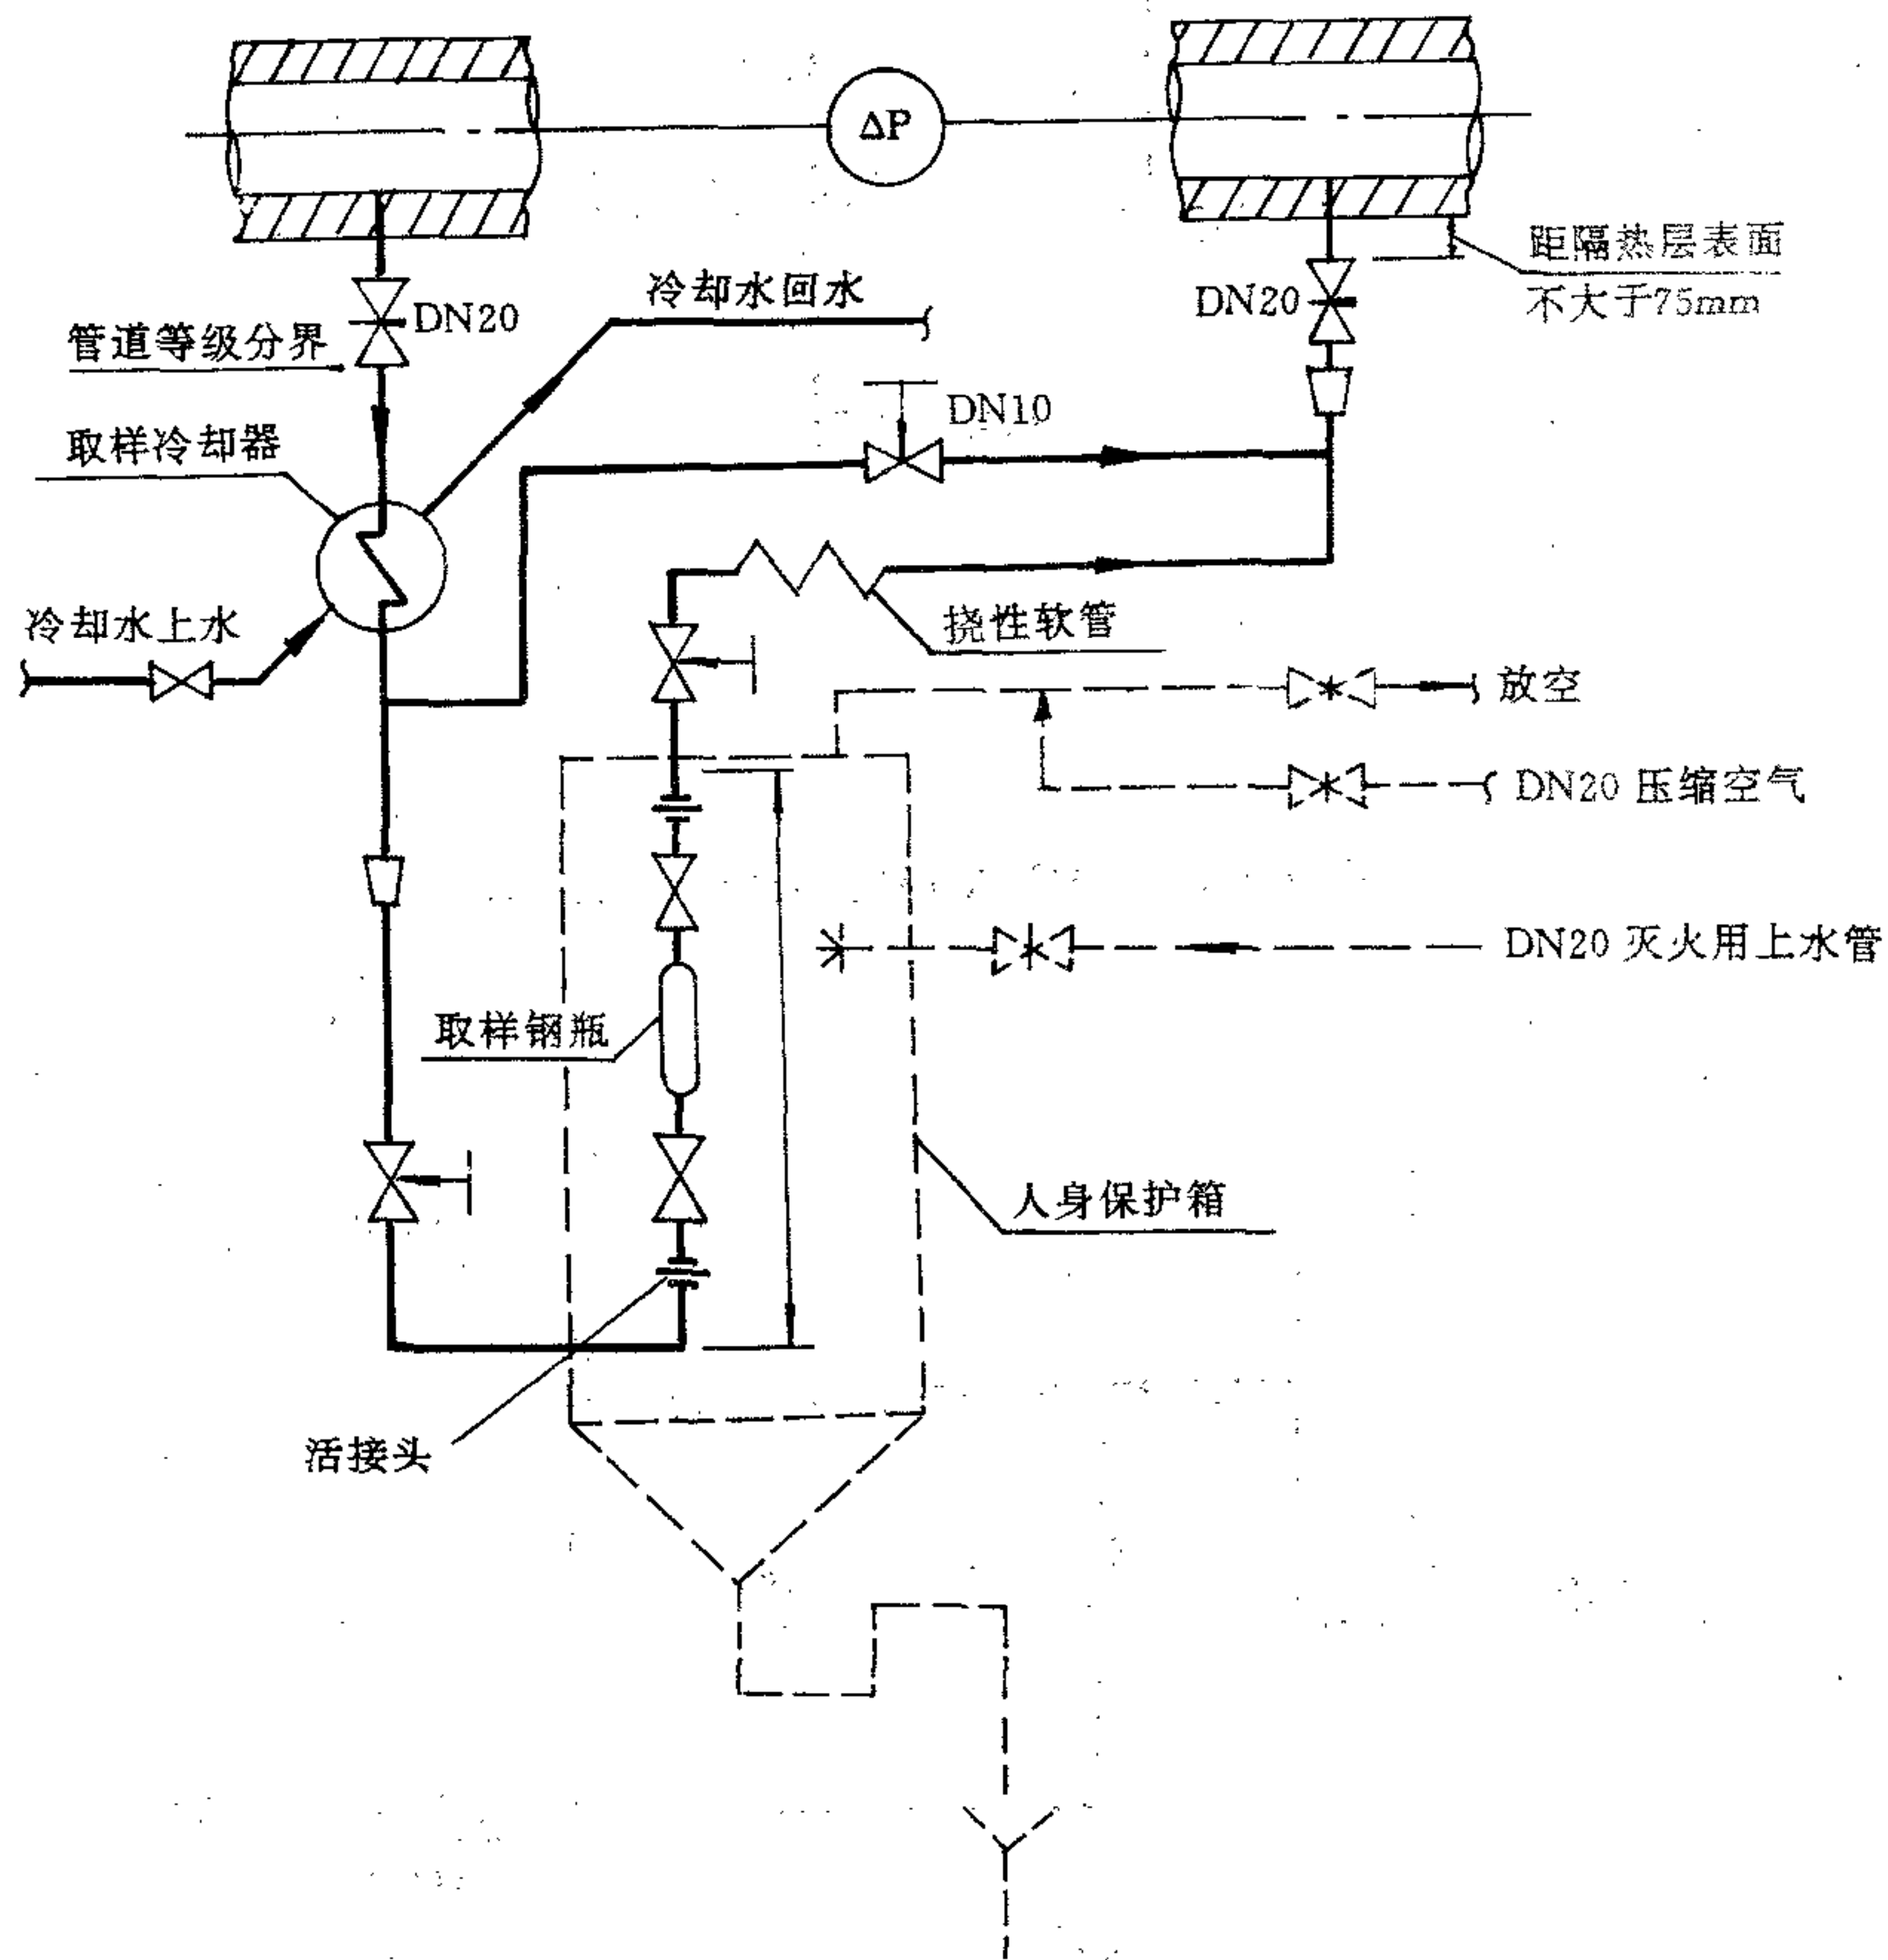 ΔP
距隔热层表面
不大于75mm
冷却水回水
DN20
DN20
管道等级分界
DN10
取样冷却器
冷却水上水
挠性软管
放空
DN20 压缩空气
DN20 灭火用上水管
取样钢瓶
人身保护箱
活接头